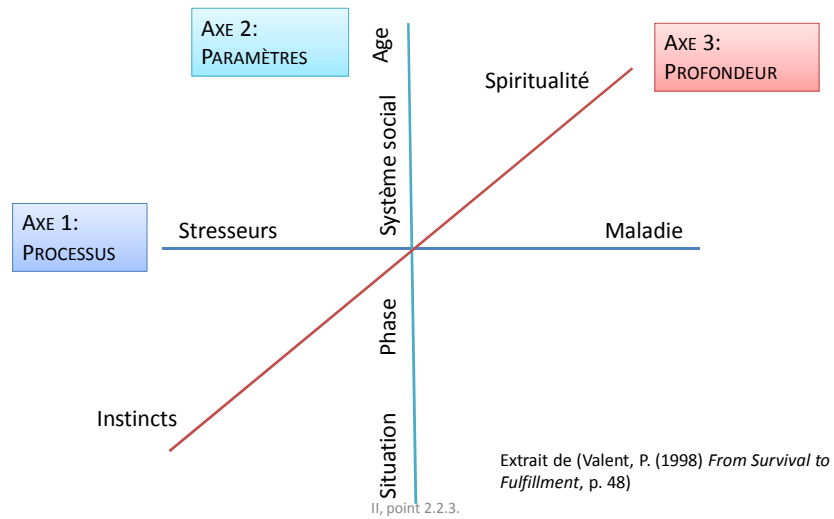 AXE 2:
PARAMÈTRES
Age
AXE 3:
PROFONDEUR
Spiritualité
Système social
AXE 1:
PROCESSUS
Stresseurs
Maladie
Phase
Instincts
Situation
Extrait de (Valent, P. (1998) From Survival to
Fulfillment, p. 48)
II, point 2.2.3.